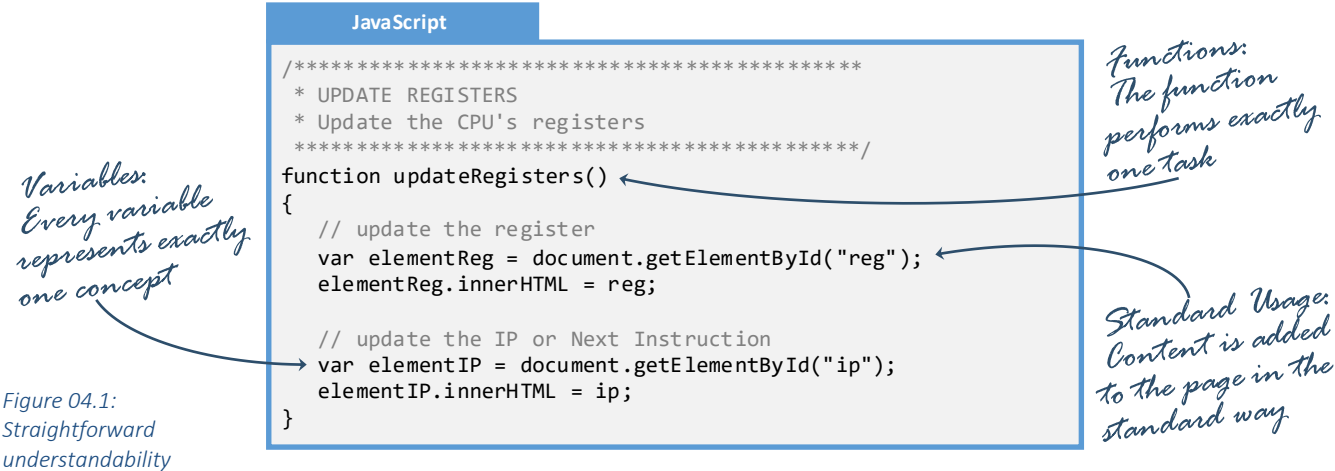 JavaScript
/*********************************************
 * UPDATE REGISTERS
 * Update the CPU's registers
 *********************************************/
function updateRegisters()
{
   // update the register
   var elementReg = document.getElementById("reg");
   elementReg.innerHTML = reg;

   // update the IP or Next Instruction
   var elementIP = document.getElementById("ip");
   elementIP.innerHTML = ip;
}
Variables:
Every variable
represents exactly
one concept
Functions:
The function
performs exactly
one task
Standard Usage:
Content is added
to the page in the
standard way
Figure 04.1:
Straightforward
understandability